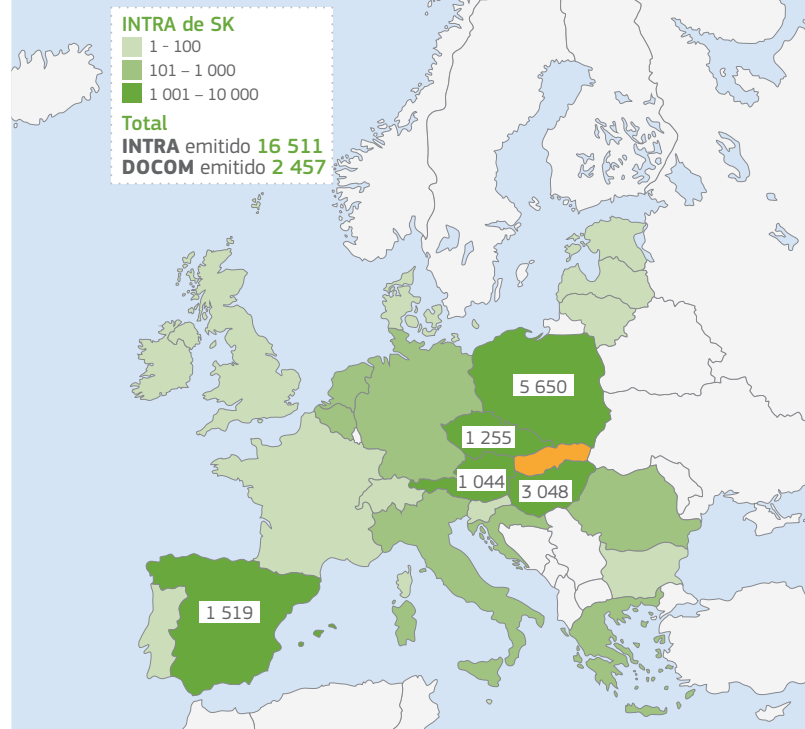 INTRA de SK
1 - 100
101 – 1 000
1 001 – 10 000
Total
INTRA emitido 16 511
DOCOM emitido 2 457
5 650
1 255
1 044
3 048
1 519